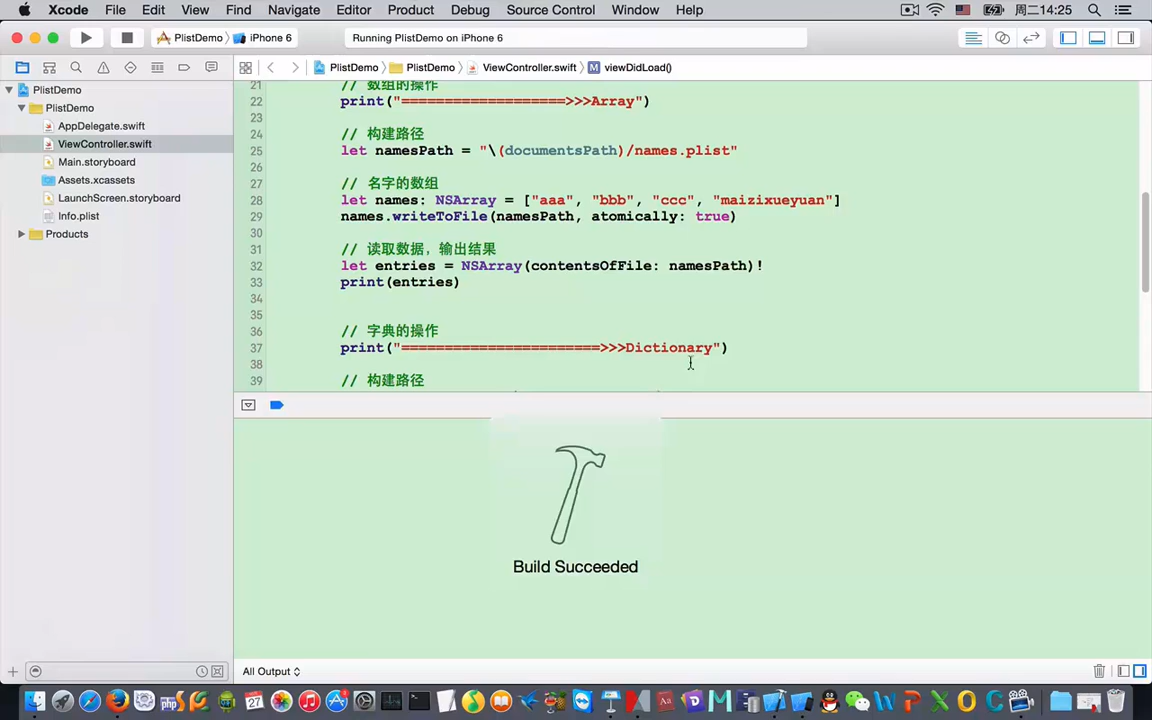 Xcode File Edit View Find Navigate Editor Product Debug Source Control Window Help 周二14:25
PlistDemo iPhone 6 Running PlistDemo on iPhone 6
PlistDemo PlistDemo ViewController.swift M viewDidLoad()
PlistDemo
PlistDemo
AppDelegate.swift
ViewController.swift
Main.storyboard
Assets.xcassets
LaunchScreen.storyboard
Info.plist
Products
21 // 数组的操作
22 print("===================>>>Array")
23
24 // 构建路径
25 let namesPath = "\(documentsPath)/names.plist"
26
27 // 名字的数组
28 let names: NSArray = ["aaa", "bbb", "ccc", "maizixueyuan"]
29 names.writeToFile(namesPath, atomically: true)
30
31 // 读取数据，输出结果
32 let entries = NSArray(contentsOfFile: namesPath)!
33 print(entries)
34
35
36 // 字典的操作
37 print("=======================>>>Dictionary")
38
39 // 构建路径
Build Succeeded
All Output